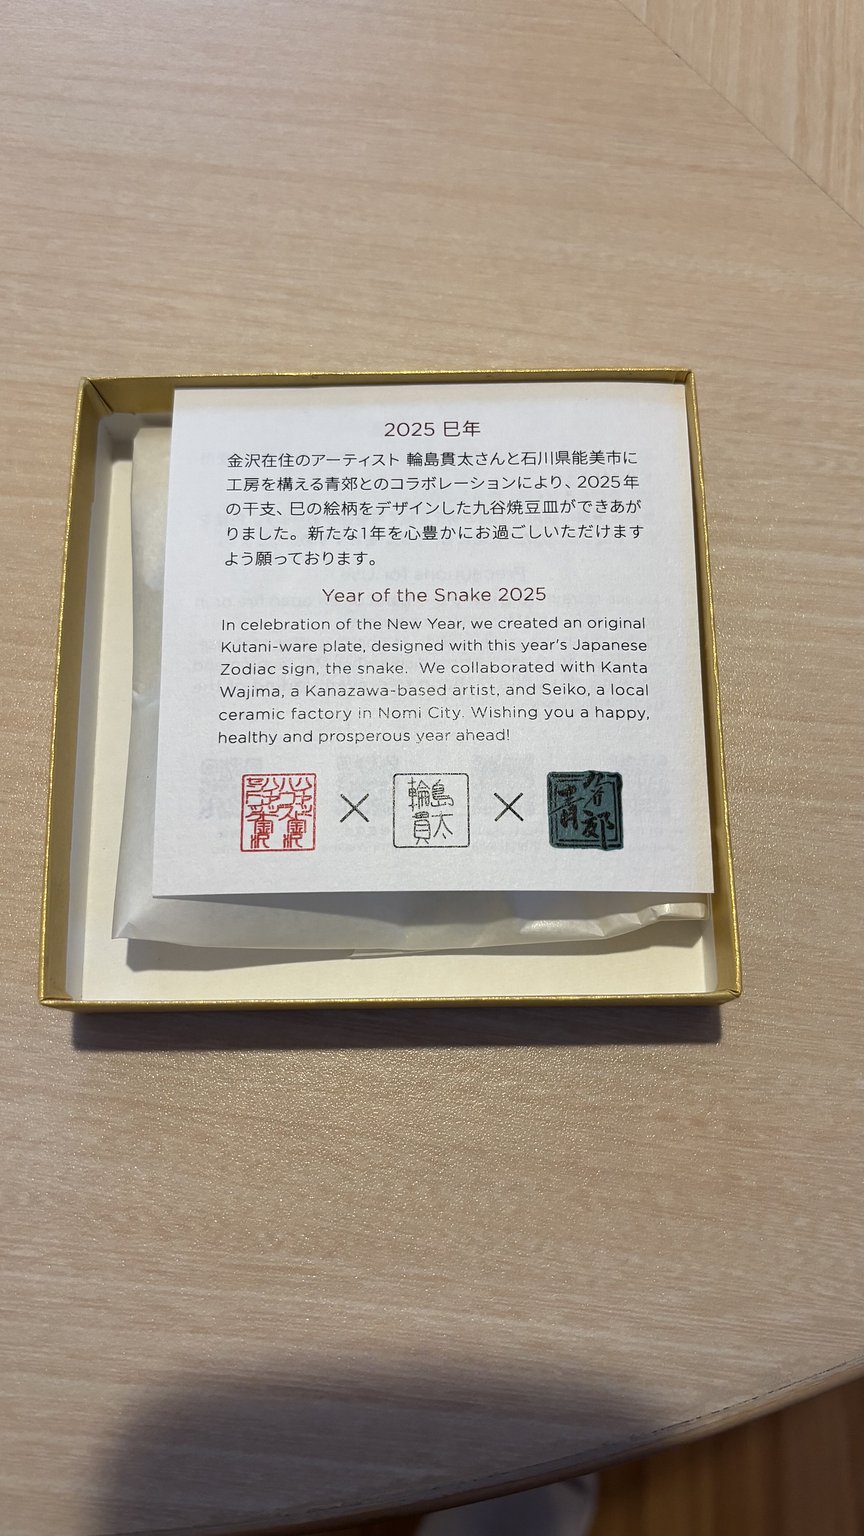 2025 巳年
金沢在住のアーティスト 輪島貫太さんと石川県能美市に
工房を構える青郊とのコラボレーションにより、2025年
の干支、巳の絵柄をデザインした九谷焼豆皿ができあが
りました。新たな1年を心豊かにお過ごしいただけます
よう願っております。
Year of the Snake 2025
In celebration of the New Year, we created an original
Kutani-ware plate, designed with this year's Japanese
Zodiac sign, the snake. We collaborated with Kanta
Wajima, a Kanazawa-based artist, and Seiko, a local
ceramic factory in Nomi City. Wishing you a happy,
healthy and prosperous year ahead!
× 輪島 ×
貫太